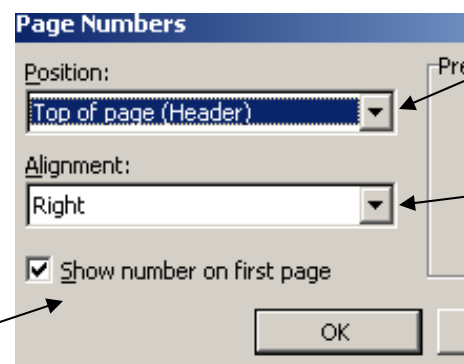 Page Numbers
Position:
Top of page (Header)
Alignment:
Right
Show number on first page
OK